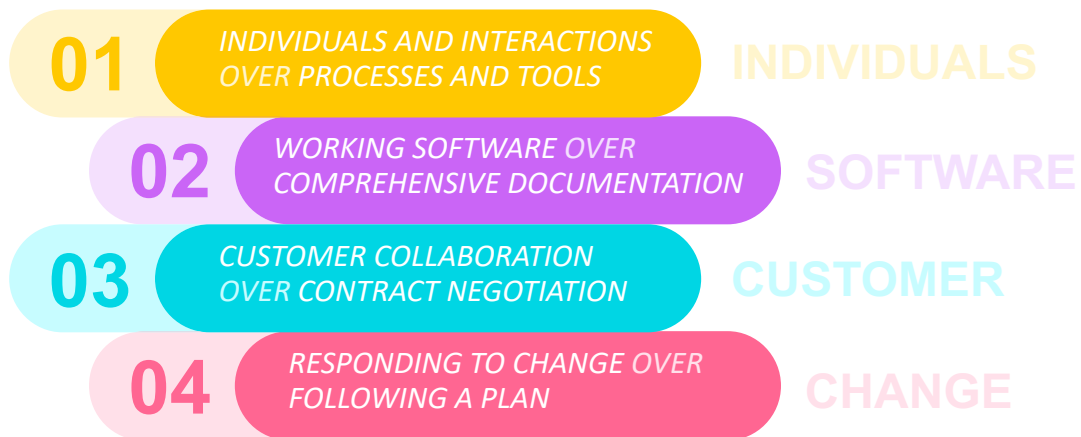 01
INDIVIDUALS AND INTERACTIONS
OVER PROCESSES AND TOOLS
INDIVIDUALS
02
WORKING SOFTWARE OVER
COMPREHENSIVE DOCUMENTATION
SOFTWARE
03
CUSTOMER COLLABORATION
OVER CONTRACT NEGOTIATION
CUSTOMER
04
RESPONDING TO CHANGE OVER
FOLLOWING A PLAN
CHANGE